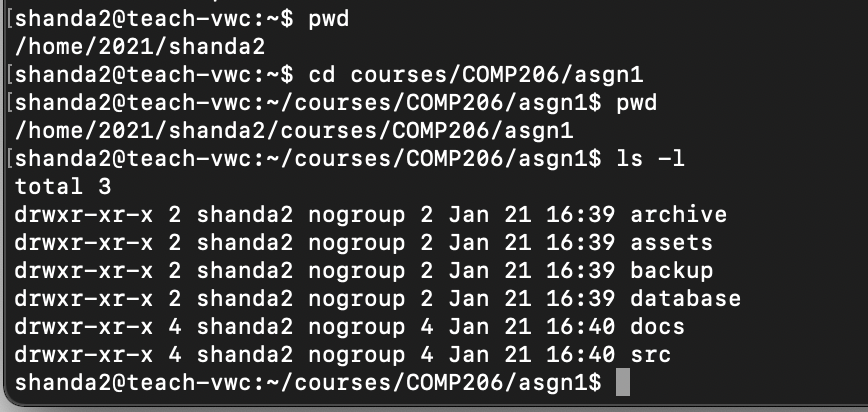 [shanda2@teach-vwc:~$ pwd
/home/2021/shanda2
[shanda2@teach-vwc:~$ cd courses/COMP206/asgn1
[shanda2@teach-vwc:~/courses/COMP206/asgn1$ pwd
/home/2021/shanda2/courses/COMP206/asgn1
[shanda2@teach-vwc:~/courses/COMP206/asgn1$ ls -l
total 3
drwxr-xr-x 2 shanda2 nogroup 2 Jan 21 16:39 archive
drwxr-xr-x 2 shanda2 nogroup 2 Jan 21 16:39 assets
drwxr-xr-x 2 shanda2 nogroup 2 Jan 21 16:39 backup
drwxr-xr-x 2 shanda2 nogroup 2 Jan 21 16:39 database
drwxr-xr-x 4 shanda2 nogroup 4 Jan 21 16:40 docs
drwxr-xr-x 4 shanda2 nogroup 4 Jan 21 16:40 src
shanda2@teach-vwc:~/courses/COMP206/asgn1$